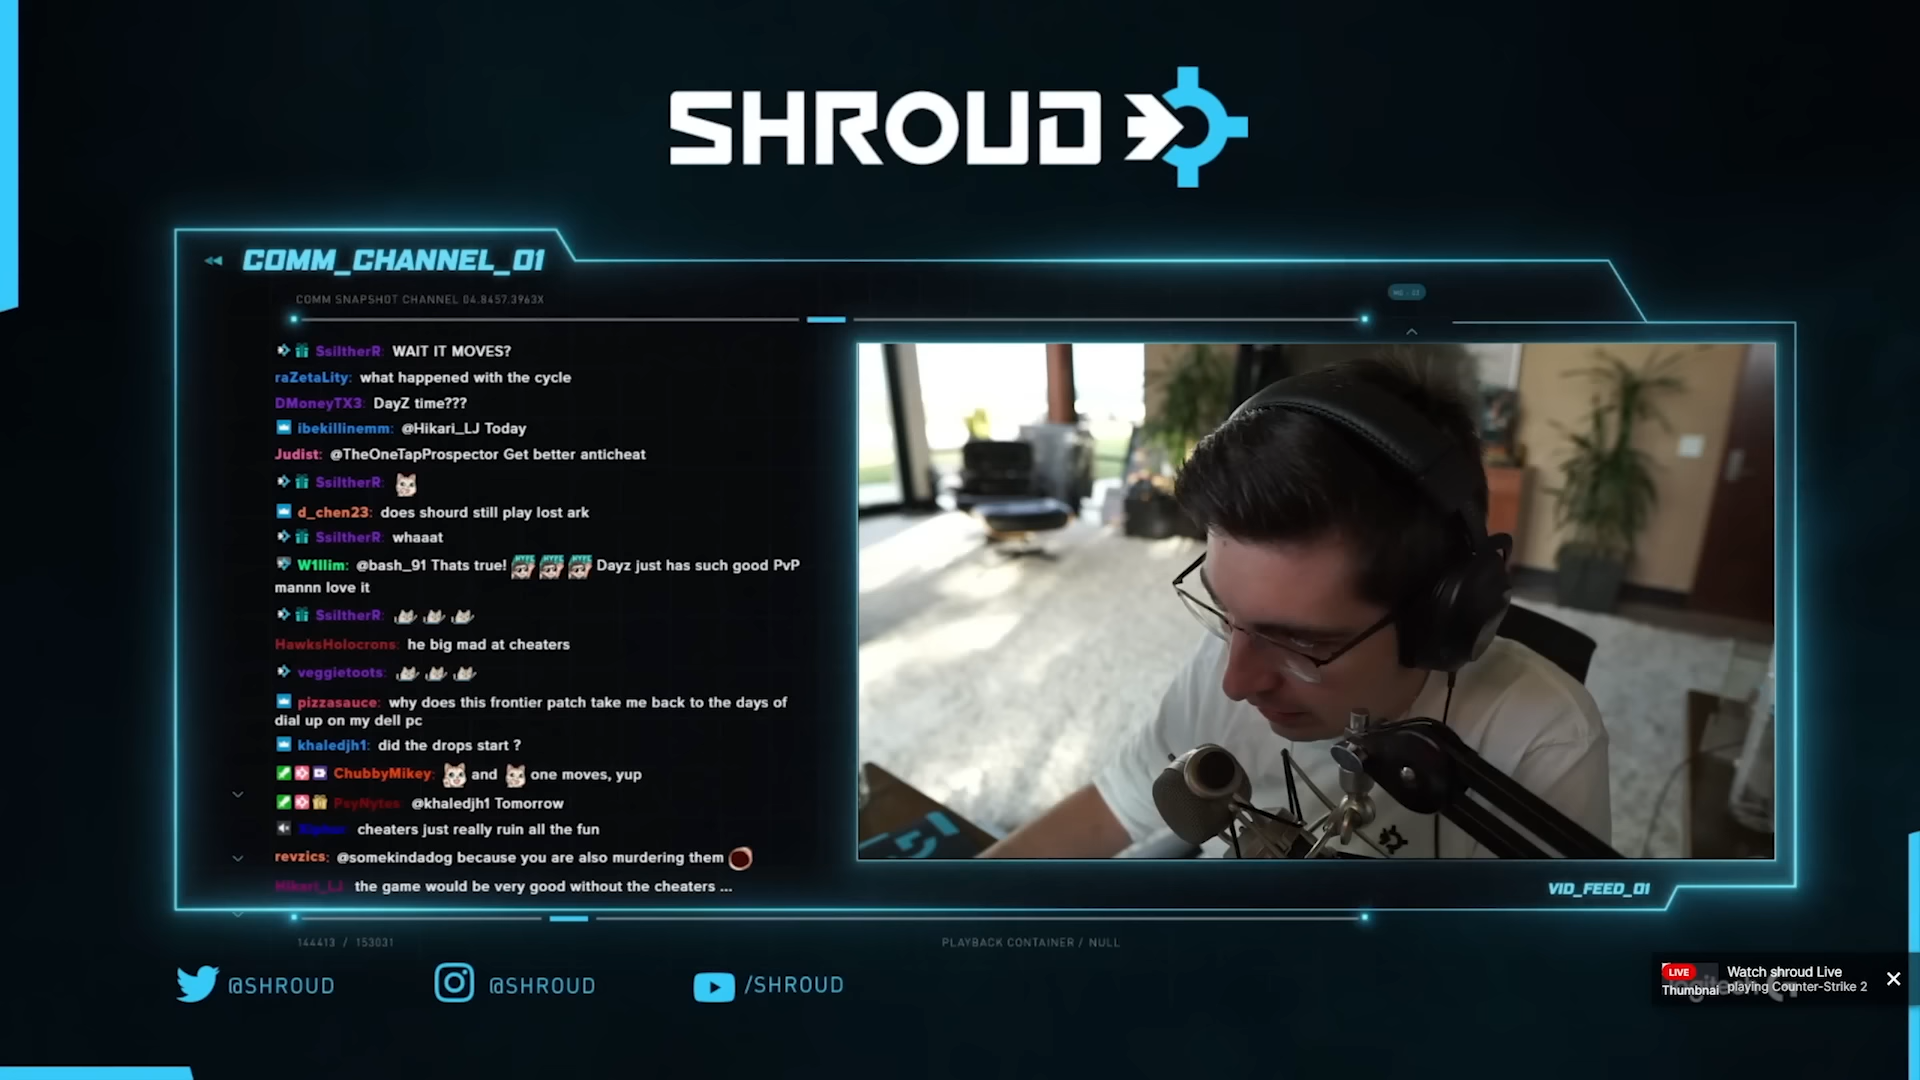 SHROUD
COMM_CHANNEL_01
COMM SNAPSHOT CHANNEL 04.8457.3963X
SsiltherR: WAIT IT MOVES?
raZetaLity: what happened with the cycle
DMoneyTX3: DayZ time???
ibekillinemm: @Hikari_LJ Today
Judist: @TheOneTapProspector Get better anticheat
SsiltherR:
d_chen23: does shourd still play lost ark
SsiltherR: whaaat
W1llim: @bash_91 Thats true! HYPE HYPE HYPE Dayz just has such good PvP
mannn love it
SsiltherR:
HawksHolocrons: he big mad at cheaters
veggietoots:
pizzasauce: why does this frontier patch take me back to the days of
dial up on my dell pc
khaledjh1: did the drops start ?
ChubbyMikey: and one moves, yup
PsyNytes: @khaledjh1 Tomorrow
cheaters just really ruin all the fun
revzics: @somekindadog because you are also murdering them
Hikari_LJ: the game would be very good without the cheaters ...
VID_FEED_01
144413 / 153031
PLAYBACK CONTAINER / NULL
@SHROUD
@SHROUD
/SHROUD
LIVE
Thumbnai
Watch shroud Live
playing Counter-Strike 2